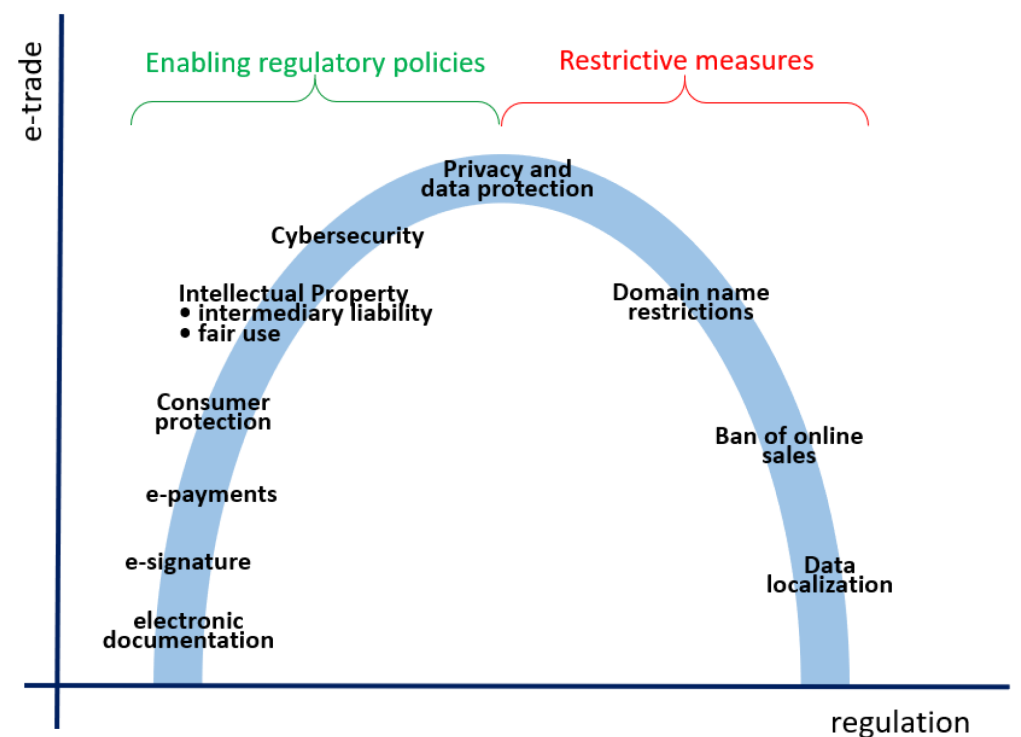 e-trade
Enabling regulatory policies
Restrictive measures
Privacy and
data protection
Cybersecurity
Intellectual Property
• intermediary liability
• fair use
Domain name
restrictions
Consumer
protection
Ban of online
sales
e-payments
e-signature
Data
localization
electronic
documentation
regulation